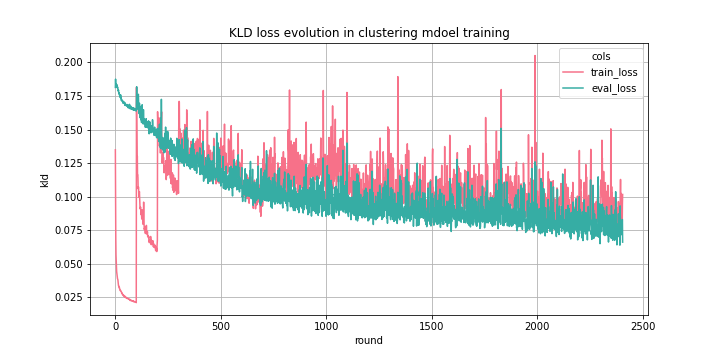 KLD loss evolution in clustering mdoel training
cols
train_loss
eval_loss
0.200
0.175
0.150
0.125
0.100
0.075
0.050
0.025
kld
0
500
1000
1500
2000
2500
round